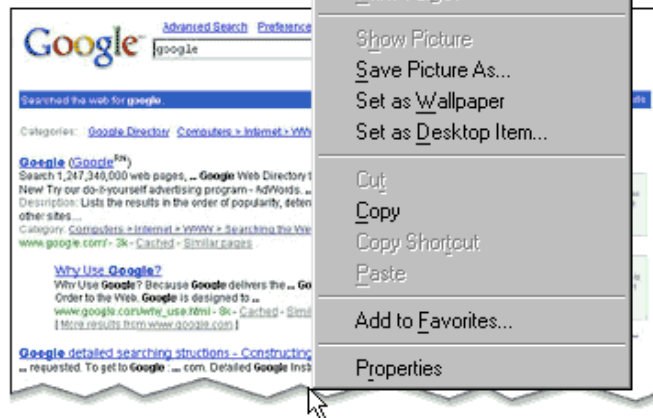 Google Advanced Search Preference
google
Searched the web for google.
Categories: Google Directory Computers > Internet > WWW
Google (Google RN)
Search 1,247,340,000 web pages, ... Google Web Directory t
New Try our do-it-yourself advertising program - AdWords. ...
Description: Lists the results in the order of popularity, deter
other sites...
Category: Computers > Internet > WWW > Searching the We
www.google.com/ - 3k - Cached - Similar pages
Why Use Google?
Why Use Google? Because Google delivers the ... Go
Order to the Web. Google is designed to ...
www.google.com/why_use.html - 8k - Cached - Simi
[ More results from www.google.com ]
Google detailed searching structions - Constructing
... requested. To get to Google : ... com. Detailed Google Inst
Show Picture
Save Picture As...
Set as Wallpaper
Set as Desktop Item...
Cut
Copy
Copy Shortcut
Paste
Add to Favorites...
Properties